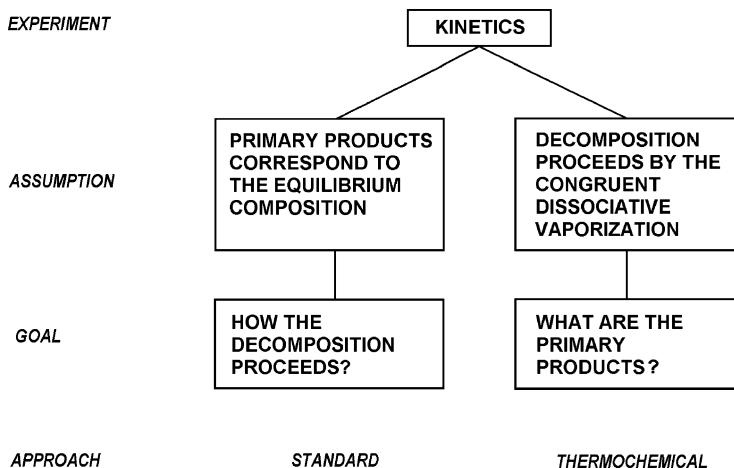 EXPERIMENT
KINETICS
ASSUMPTION
PRIMARY PRODUCTS
CORRESPOND TO
THE EQUILIBRIUM
COMPOSITION
DECOMPOSITION
PROCEEDS BY THE
CONGRUENT
DISSOCIATIVE
VAPORIZATION
GOAL
HOW THE
DECOMPOSITION
PROCEEDS?
WHAT ARE THE
PRIMARY
PRODUCTS?
APPROACH
STANDARD
THERMOCHEMICAL